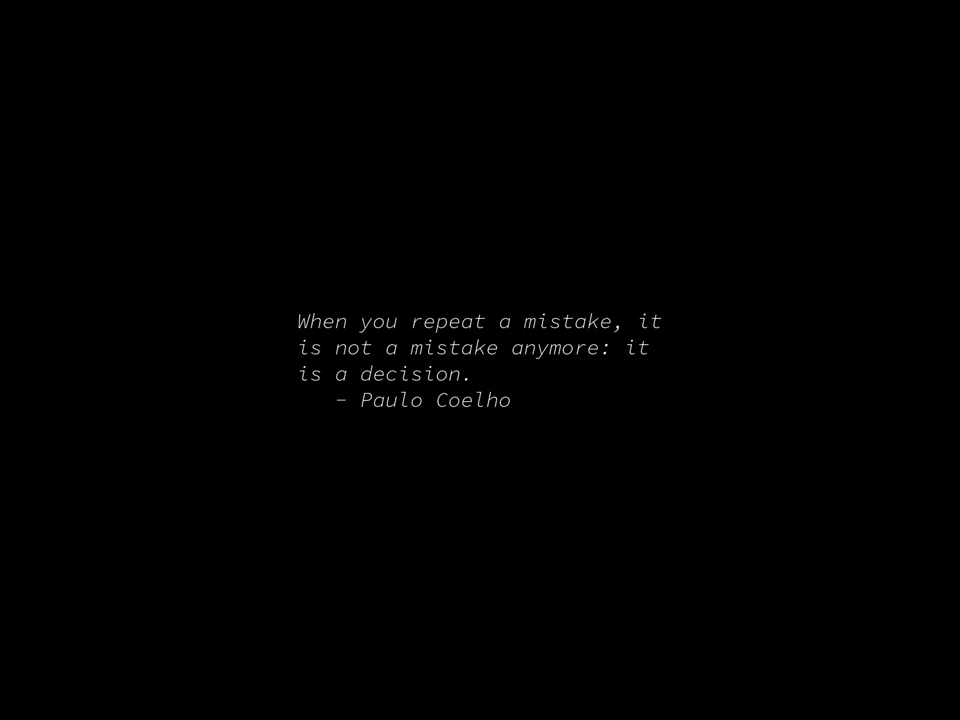 When you repeat a mistake, it
is not a mistake anymore: it
is a decision.
- Paulo Coelho